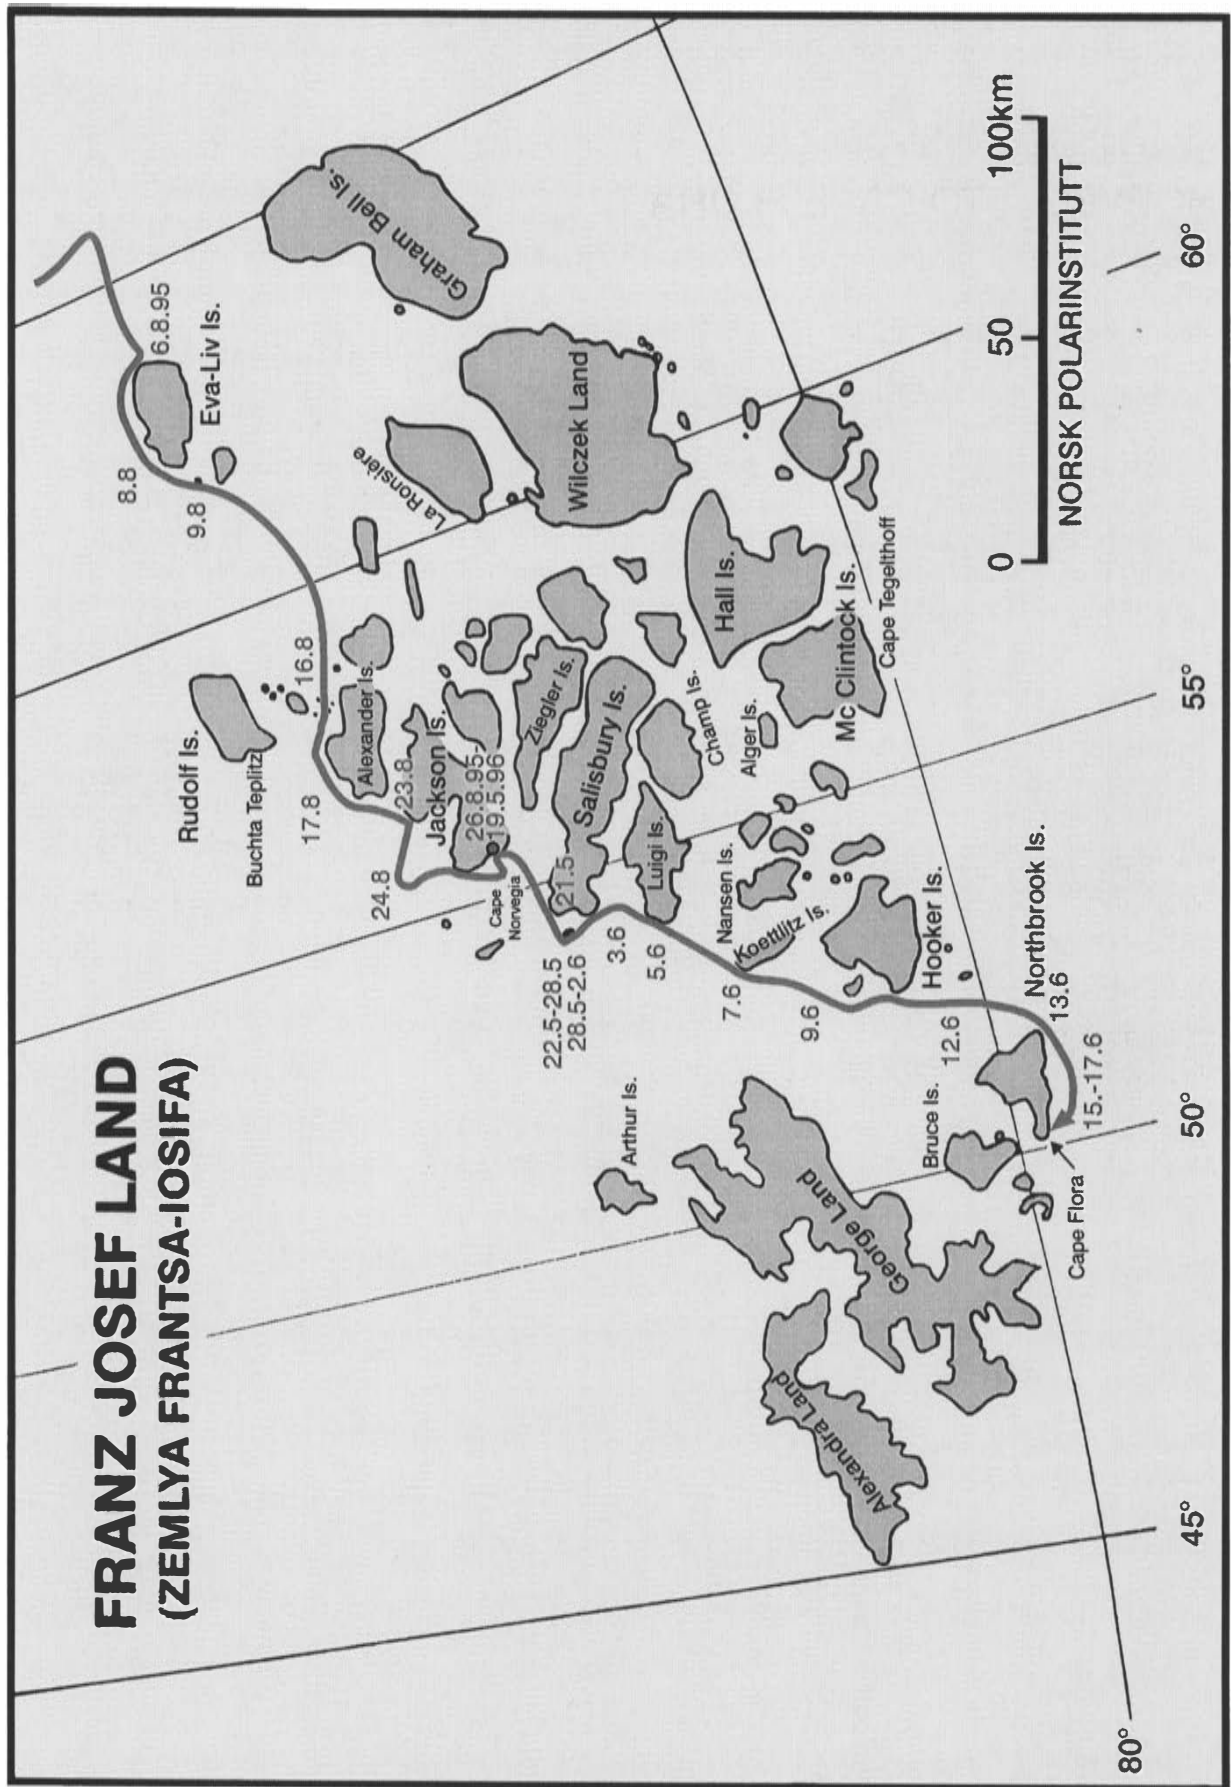 FRANZ JOSEF LAND
(ZEMLYA FRANTSA-IOSIFA)
6.8.95
Eva-Liv Is.
8.8
9.8
Graham Bell Is.
La Ronsière
Wilczek Land
Rudolf Is.
Buchta Teplitz
16.8
17.8
Alexander Is.
23.8
24.8
Jackson Is.
26.8.95-
19.5.96
Cape
Norvegia
Ziegler Is.
Salisbury Is.
21.5
22.5-28.5
28.5-2.6
3.6
5.6
Luigi Is.
Champ Is.
Hall Is.
Alger Is.
Mc Clintock Is.
Cape Tegelthoff
Nansen Is.
Koettlitz Is.
7.6
9.6
Hooker Is.
12.6
Northbrook Is.
13.6
15.-17.6
Arthur Is.
Bruce Is.
George Land
Alexandra Land
Cape Flora
0
50
100km
NORSK POLARINSTITUTT
80°
45°
50°
55°
60°